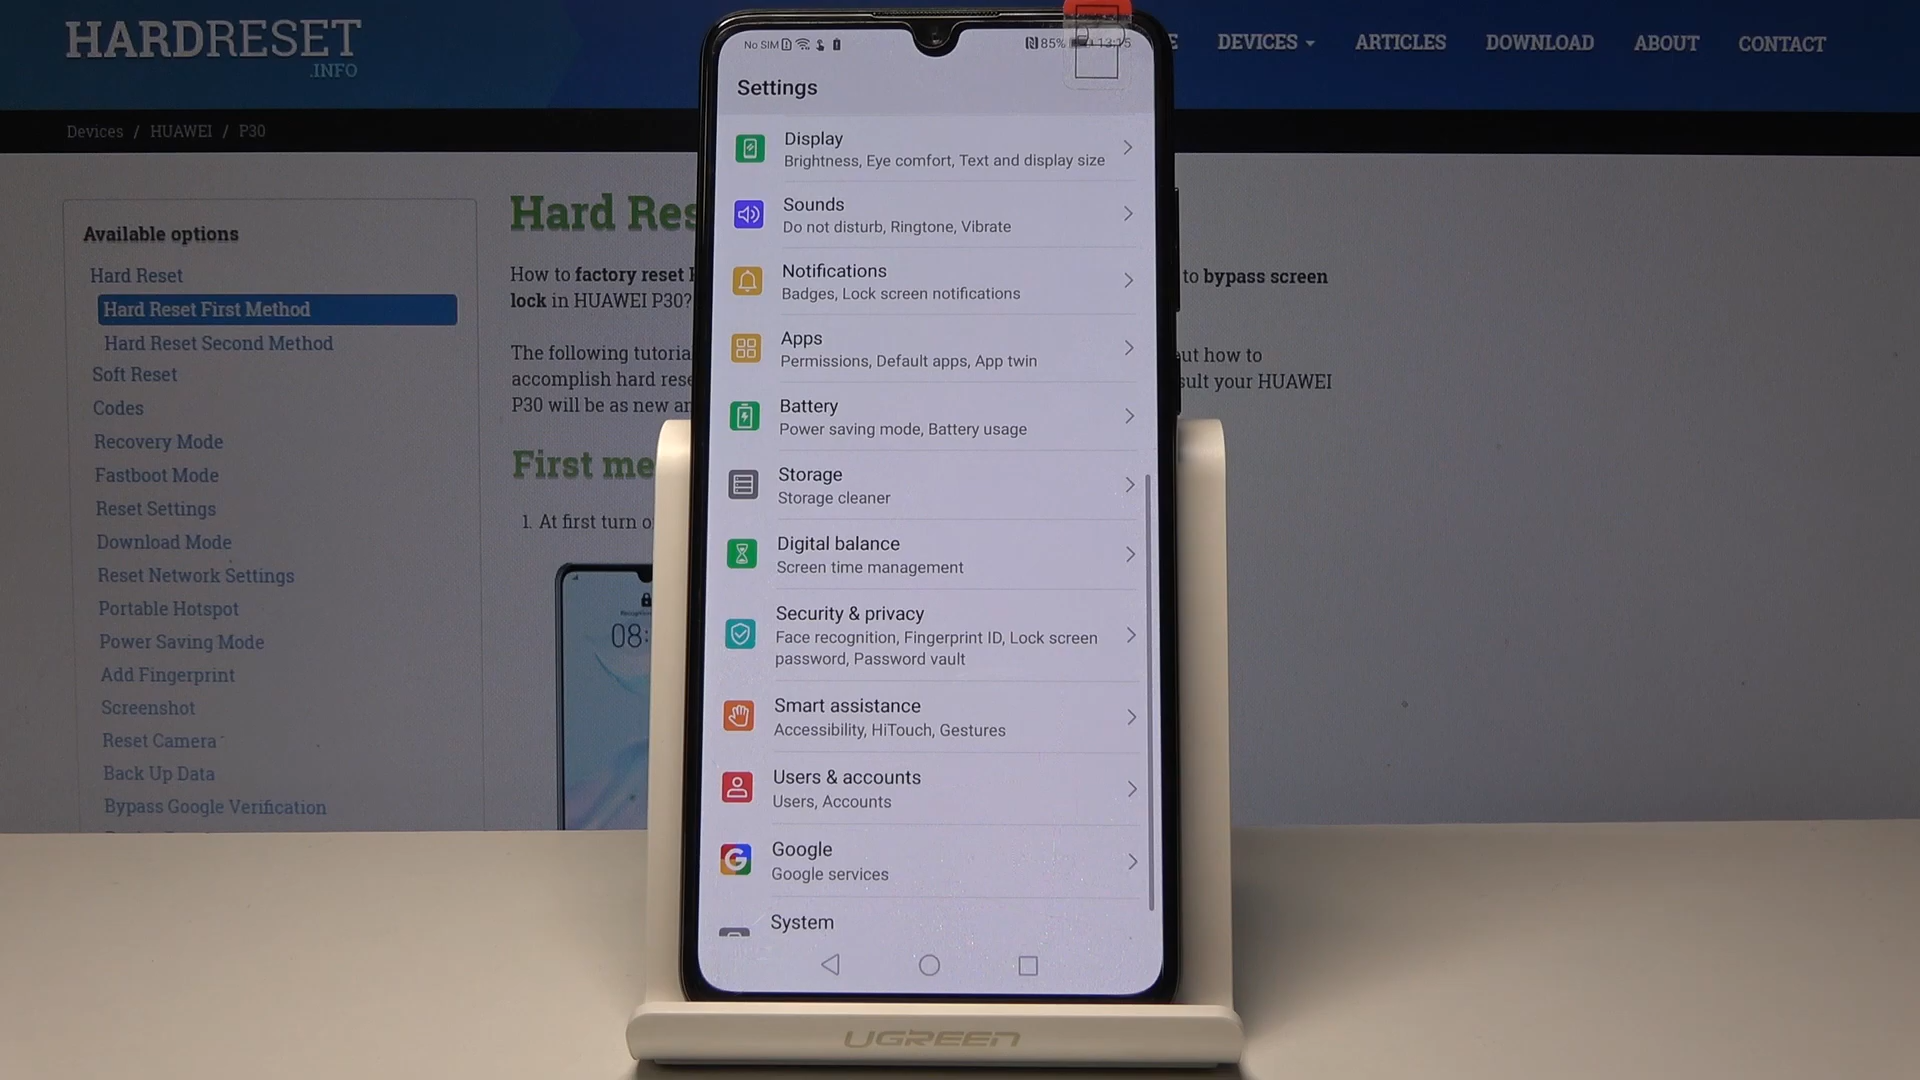 HARDRESET
.INFO
DEVICES
ARTICLES
DOWNLOAD
ABOUT
CONTACT
Devices / HUAWEI / P30
Available options
Hard Reset
Hard Reset First Method
Hard Reset Second Method
Soft Reset
Codes
Recovery Mode
Fastboot Mode
Reset Settings
Download Mode
Reset Network Settings
Portable Hotspot
Power Saving Mode
Add Fingerprint
Screenshot
Reset Camera
Back Up Data
Bypass Google Verification
Hard Res
How to factory reset
to bypass screen
lock in HUAWEI P30?
The following tutoria
ut how to
accomplish hard rese
sult your HUAWEI
P30 will be as new an
First me
1. At first turn o
08:
No SIM
85%
13:15
Settings
Display
Brightness, Eye comfort, Text and display size
Sounds
Do not disturb, Ringtone, Vibrate
Notifications
Badges, Lock screen notifications
Apps
Permissions, Default apps, App twin
Battery
Power saving mode, Battery usage
Storage
Storage cleaner
Digital balance
Screen time management
Security & privacy
Face recognition, Fingerprint ID, Lock screen
password, Password vault
Smart assistance
Accessibility, HiTouch, Gestures
Users & accounts
Users, Accounts
Google
Google services
System
UGREEN